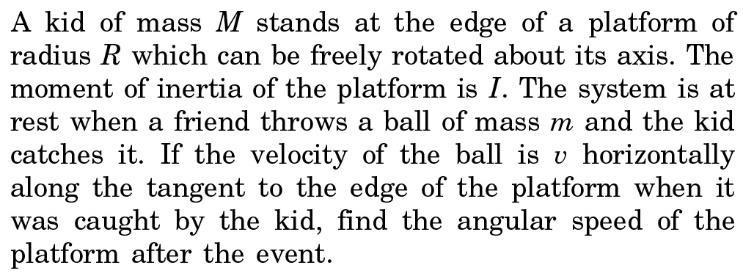 A kid of mass M stands at the edge of a platform of
radius R which can be freely rotated about its axis. The
moment of inertia of the platform is I. The system is at
rest when a friend throws a ball of mass m and the kid
catches it. If the velocity of the ball is v horizontally
along the tangent to the edge of the platform when it
was caught by the kid, find the angular speed of the
platform after the event.